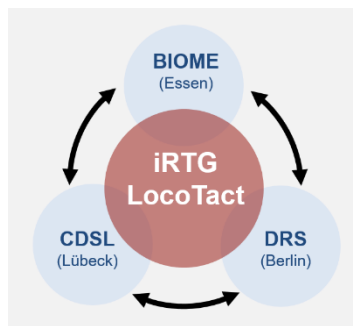 BIOME
(Essen)
iRTG
LocoTact
CDSL
(Lübeck)
DRS
(Berlin)